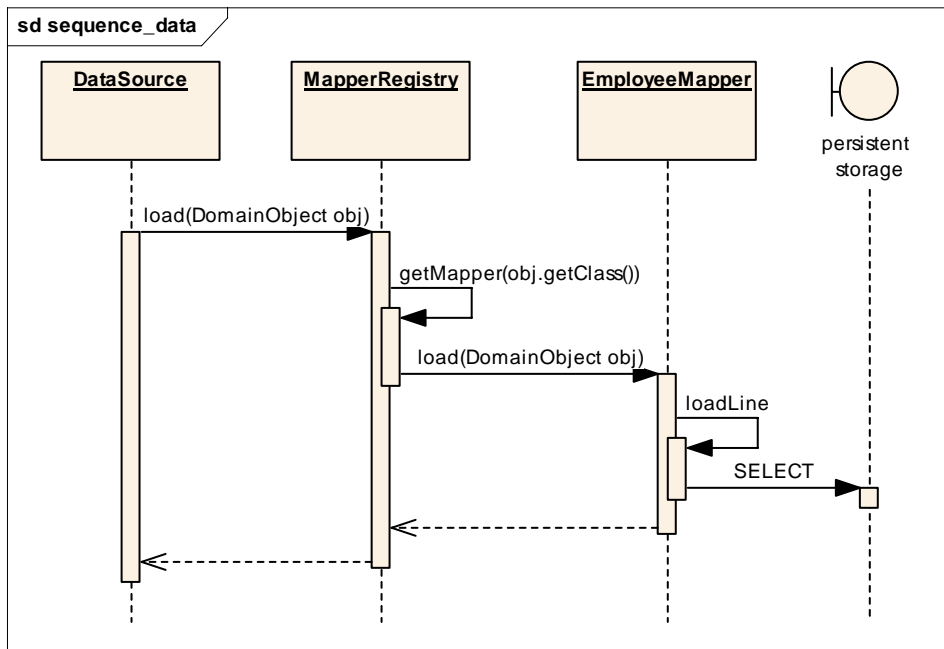 sd sequence_data
DataSource
MapperRegistry
EmployeeMapper
persistent
storage
load(DomainObject obj)
getMapper(obj.getClass())
load(DomainObject obj)
loadLine
SELECT